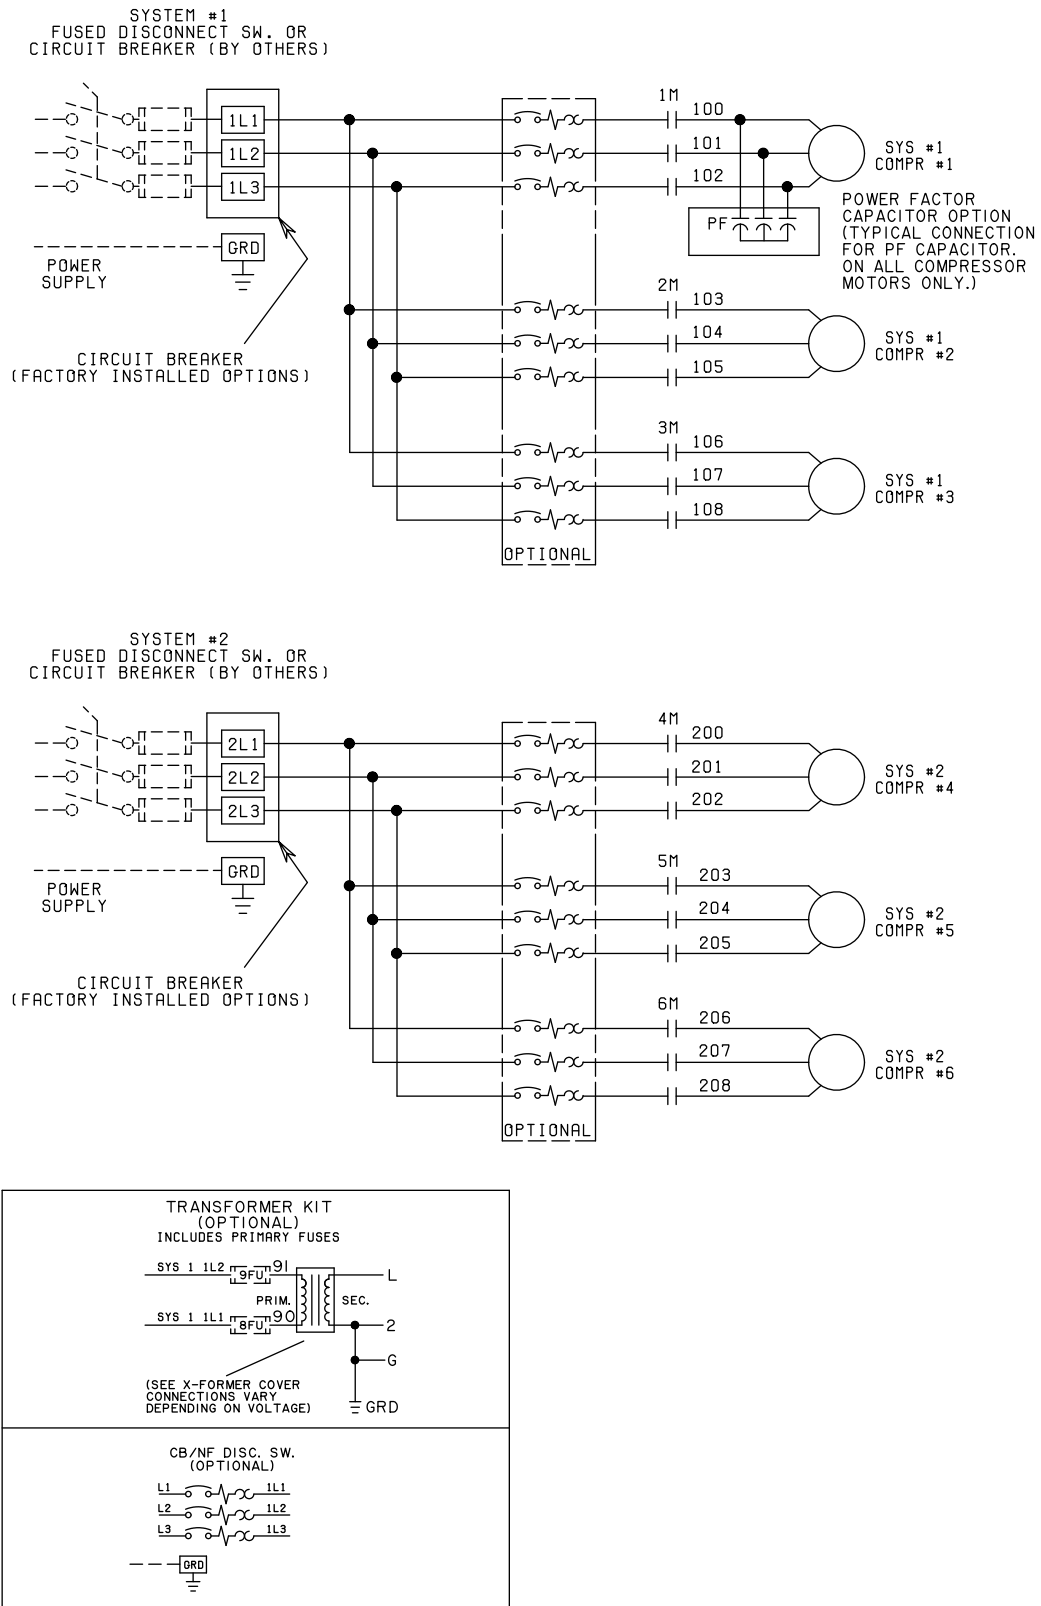 SYSTEM #1
FUSED DISCONNECT SW. OR
CIRCUIT BREAKER (BY OTHERS)
1L1
1L2
1L3
GRD
POWER
SUPPLY
CIRCUIT BREAKER
(FACTORY INSTALLED OPTIONS)
1M
100
101
102
SYS #1
COMPR #1
PF
POWER FACTOR
CAPACITOR OPTION
(TYPICAL CONNECTION
FOR PF CAPACITOR.
ON ALL COMPRESSOR
MOTORS ONLY.)
2M
103
104
105
SYS #1
COMPR #2
3M
106
107
108
SYS #1
COMPR #3
OPTIONAL
SYSTEM #2
FUSED DISCONNECT SW. OR
CIRCUIT BREAKER (BY OTHERS)
2L1
2L2
2L3
GRD
POWER
SUPPLY
CIRCUIT BREAKER
(FACTORY INSTALLED OPTIONS)
4M
200
201
202
SYS #2
COMPR #4
5M
203
204
205
SYS #2
COMPR #5
6M
206
207
208
SYS #2
COMPR #6
OPTIONAL
TRANSFORMER KIT
(OPTIONAL)
INCLUDES PRIMARY FUSES
SYS 1 1L2
9FU
91
L
PRIM.
SEC.
SYS 1 1L1
8FU
90
2
G
GRD
(SEE X-FORMER COVER
CONNECTIONS VARY
DEPENDING ON VOLTAGE)
CB/NF DISC. SW.
(OPTIONAL)
L1 1L1
L2 1L2
L3 1L3
GRD